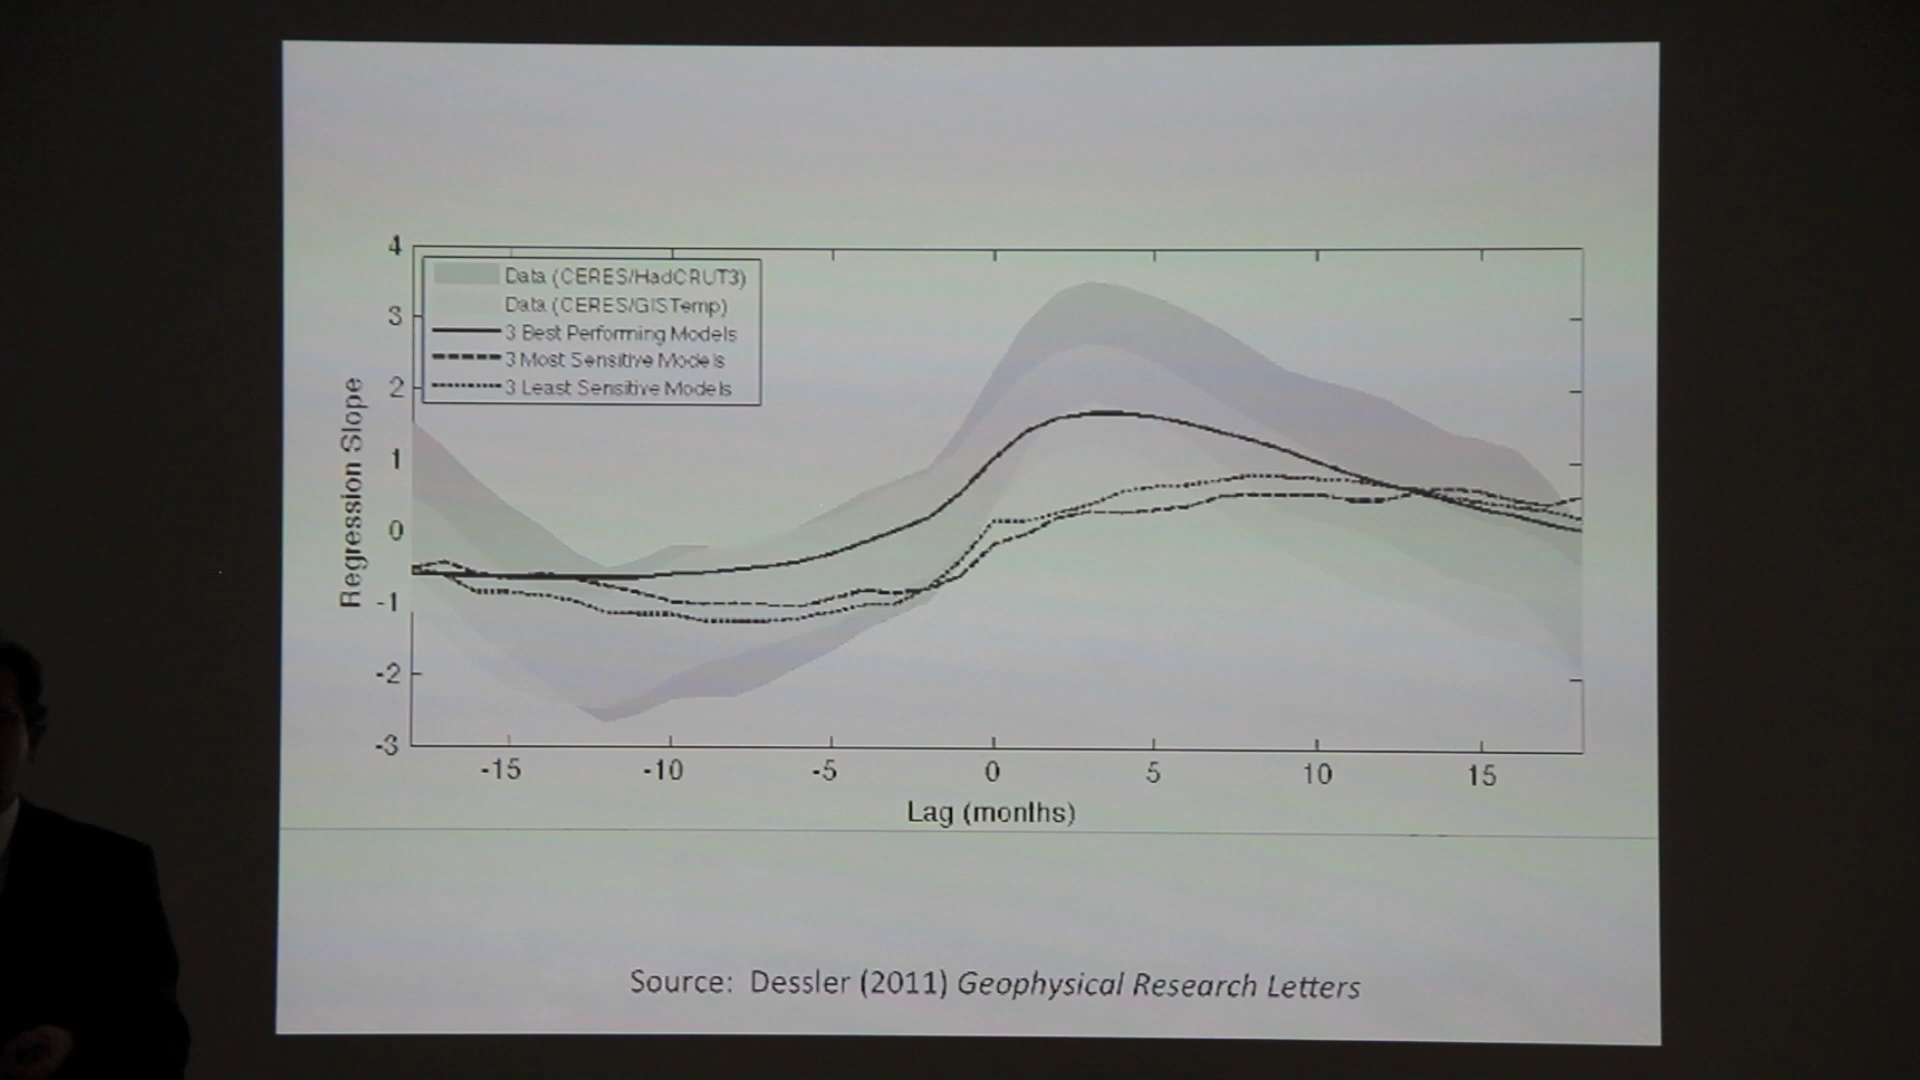 4
3
2
1
0
-1
-2
-3
Regression Slope
Data (CERES/HadCRUT3)
Data (CERES/GISTemp)
3 Best Performing Models
3 Most Sensitive Models
3 Least Sensitive Models
-15 -10 -5 0 5 10 15
Lag (months)
Source: Dessler (2011) Geophysical Research Letters